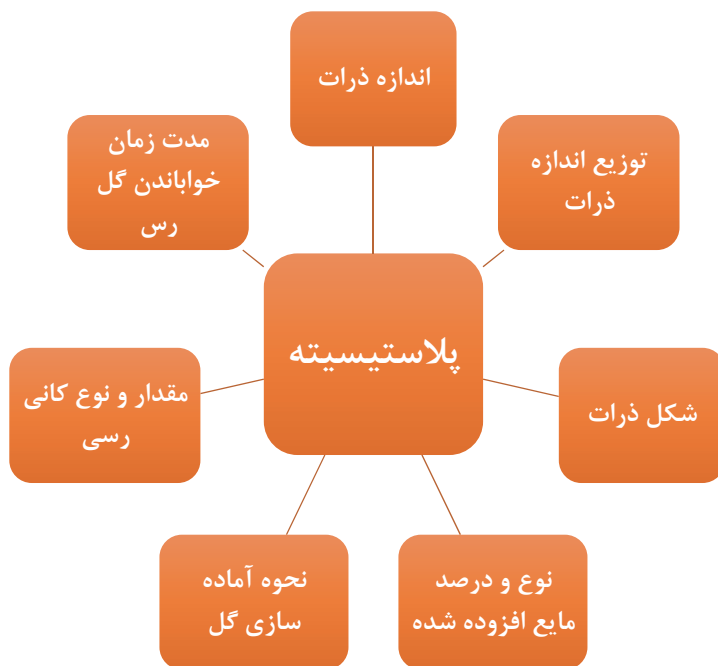 اندازه ذرات
توزیع اندازه
ذرات
شکل ذرات
نوع و درصد
مایع افزوده شده
نحوه آماده
سازی گل
مقدار و نوع کانی
رسی
مدت زمان
خواباندن گل
رس
پلاستیسیته